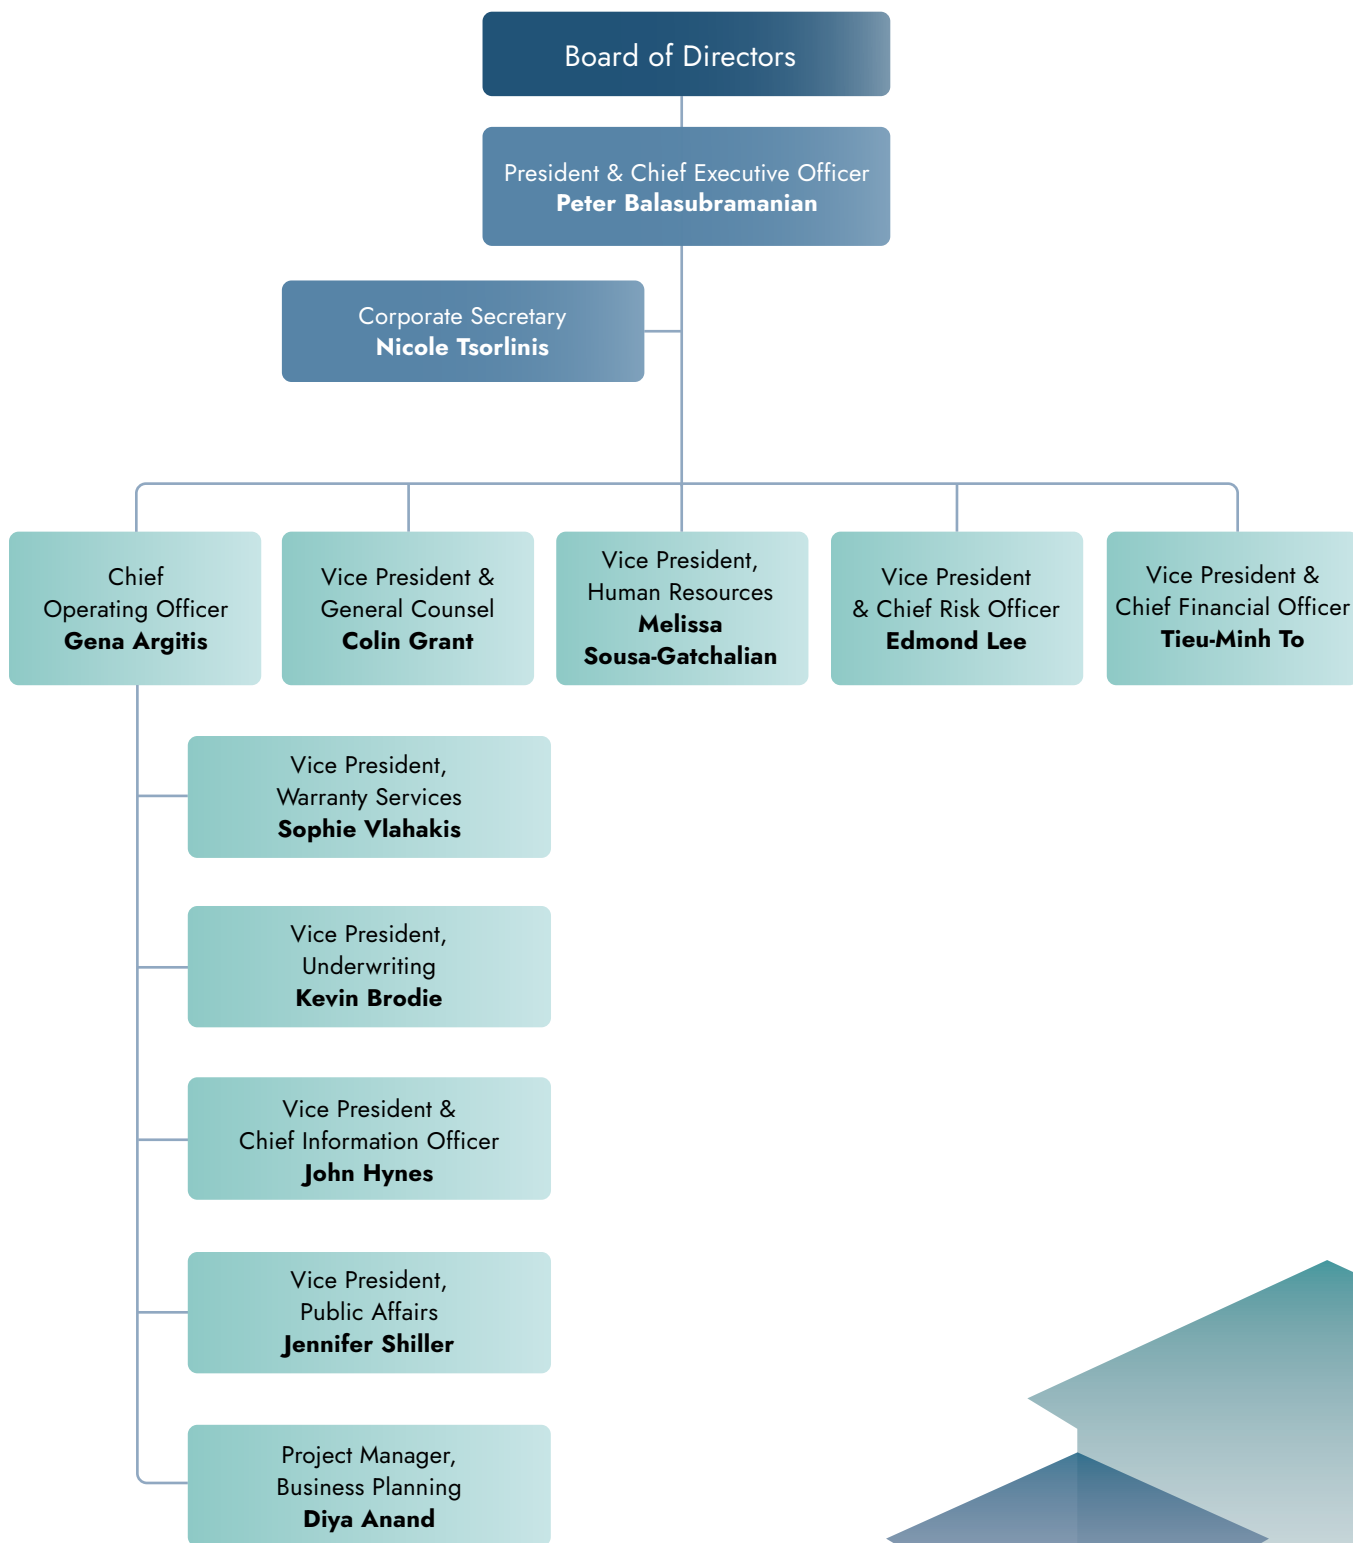 Board of Directors
President & Chief Executive Officer
Peter Balasubramanian
Corporate Secretary
Nicole Tsorlinis
Chief
Operating Officer
Gena Argitis
Vice President &
General Counsel
Colin Grant
Vice President,
Human Resources
Melissa
Sousa-Gatchalian
Vice President
& Chief Risk Officer
Edmond Lee
Vice President &
Chief Financial Officer
Tieu-Minh To
Vice President,
Warranty Services
Sophie Vlahakis
Vice President,
Underwriting
Kevin Brodie
Vice President &
Chief Information Officer
John Hynes
Vice President,
Public Affairs
Jennifer Shiller
Project Manager,
Business Planning
Diya Anand